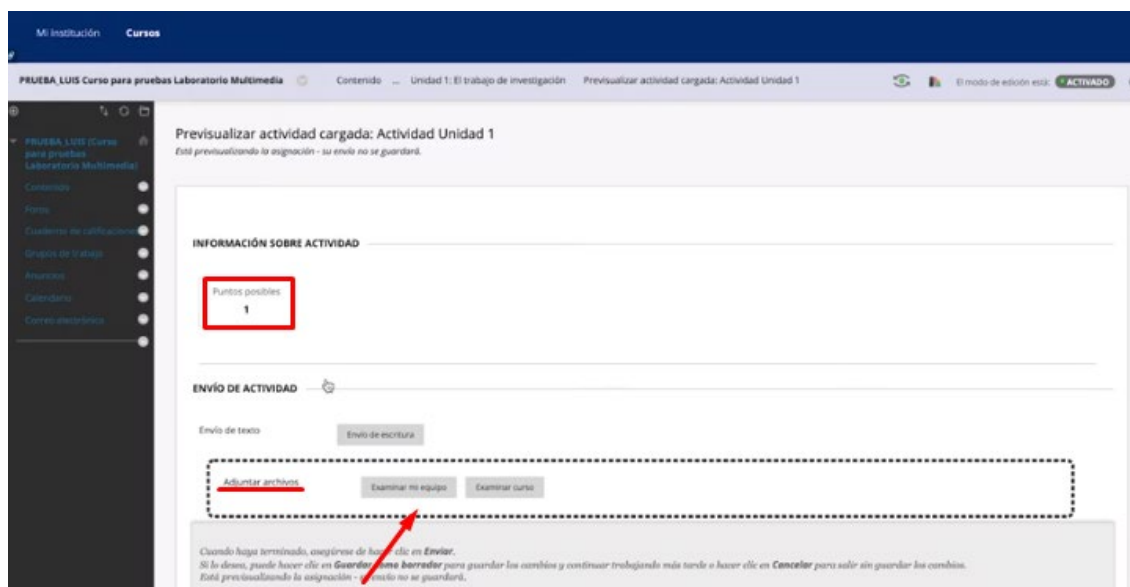 Mi Institución Cursos
PRUEBA_LUIS Curso para pruebas Laboratorio Multimedia Contenido ... Unidad 1: El trabajo de investigación Previsualizar actividad cargada: Actividad Unidad 1 El modo de edición está: ACTIVADO
PRUEBA_LUIS (Curso
para pruebas
Laboratorio Multimedia)
Contenido
Foros
Cuaderno de calificaciones
Grupos de trabajo
Anuncios
Calendario
Correo electrónico
Previsualizar actividad cargada: Actividad Unidad 1
Está previsualizando la asignación - su envío no se guardará.
INFORMACIÓN SOBRE ACTIVIDAD
Puntos posibles
1
ENVÍO DE ACTIVIDAD
Envío de texto Envío de escritura
Adjuntar archivos Examinar mi equipo Examinar curso
Cuando haya terminado, asegúrese de hacer clic en Enviar.
Si lo desea, puede hacer clic en Guardar como borrador para guardar los cambios y continuar trabajando más tarde o hacer clic en Cancelar para salir sin guardar los cambios.
Está previsualizando la asignación - su envío no se guardará.